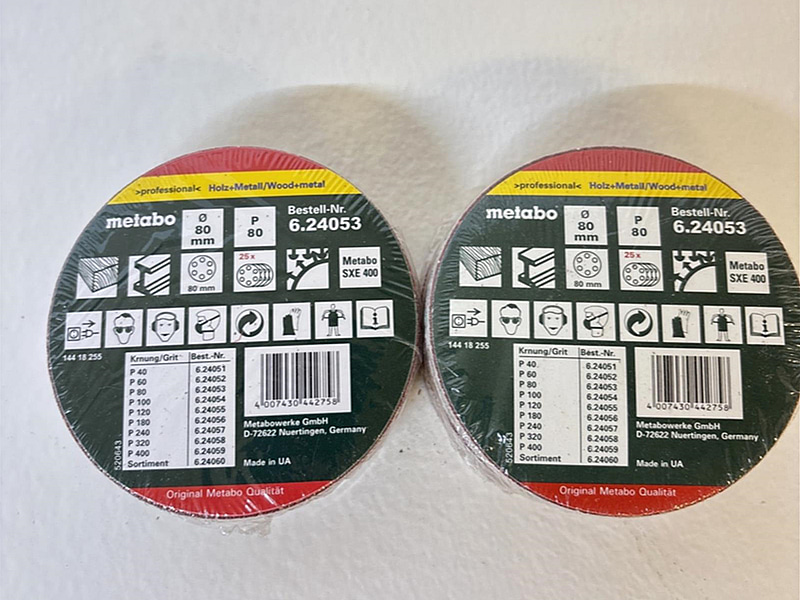 >professional< Holz+Metall/Wood+metal
metabo
Ø
80
mm
P
80
Bestell-Nr.
6.24053
80 mm
25 x
Metabo
SXE 400
144 18 255
Krnung/Grit Best.-Nr.
P 40 6.24051
P 60 6.24052
P 80 6.24053
P 100 6.24054
P 120 6.24055
P 180 6.24056
P 240 6.24057
P 320 6.24058
P 400 6.24059
Sortiment 6.24060
4 007430 442758
Metabowerke GmbH
D-72622 Nuertingen, Germany
Made in UA
520643
Original Metabo Qualität
>professional< Holz+Metall/Wood+metal
metabo
Ø
80
mm
P
80
Bestell-Nr.
6.24053
80 mm
25 x
Metabo
SXE 400
144 18 255
Krnung/Grit Best.-Nr.
P 40 6.24051
P 60 6.24052
P 80 6.24053
P 100 6.24054
P 120 6.24055
P 180 6.24056
P 240 6.24057
P 320 6.24058
P 400 6.24059
Sortiment 6.24060
4 007430 442758
Metabowerke GmbH
D-72622 Nuertingen, Germany
Made in UA
520643
Original Metabo Qualität